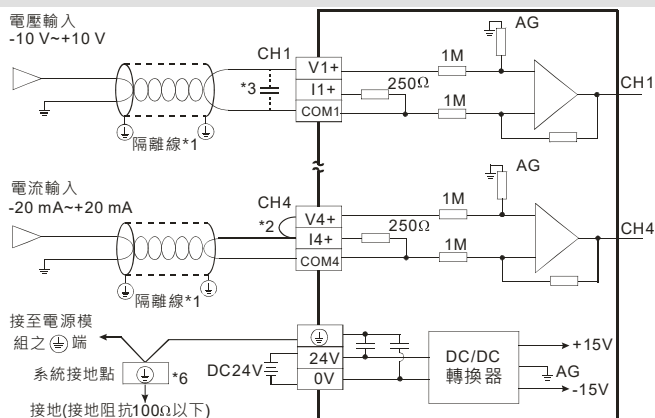 電壓輸入
-10 V~+10 V
CH1
*3
V1+
I1+
COM1
250Ω
1M
1M
AG
CH1
隔離線*1
電流輸入
-20 mA~+20 mA
CH4
*2
V4+
I4+
COM4
250Ω
1M
1M
AG
CH4
隔離線*1
接至電源模
組之 端
系統接地點
*6
接地(接地阻抗100Ω以下)
DC24V
24V
0V
DC/DC
轉換器
+15V
AG
-15V